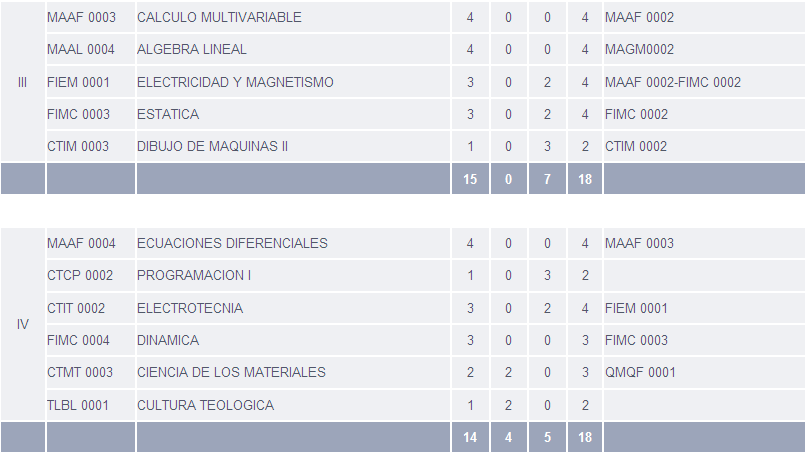 MAAF 0003 CALCULO MULTIVARIABLE 4 0 0 4 MAAF 0002
MAAL 0004 ALGEBRA LINEAL 4 0 0 4 MAGM0002
III FIEM 0001 ELECTRICIDAD Y MAGNETISMO 3 0 2 4 MAAF 0002-FIMC 0002
FIMC 0003 ESTATICA 3 0 2 4 FIMC 0002
CTIM 0003 DIBUJO DE MAQUINAS II 1 0 3 2 CTIM 0002
15 0 7 18
MAAF 0004 ECUACIONES DIFERENCIALES 4 0 0 4 MAAF 0003
CTCP 0002 PROGRAMACION I 1 0 3 2
CTIT 0002 ELECTROTECNIA 3 0 2 4 FIEM 0001
IV
FIMC 0004 DINAMICA 3 0 0 3 FIMC 0003
CTMT 0003 CIENCIA DE LOS MATERIALES 2 2 0 3 QMQF 0001
TLBL 0001 CULTURA TEOLOGICA 1 2 0 2
14 4 5 18